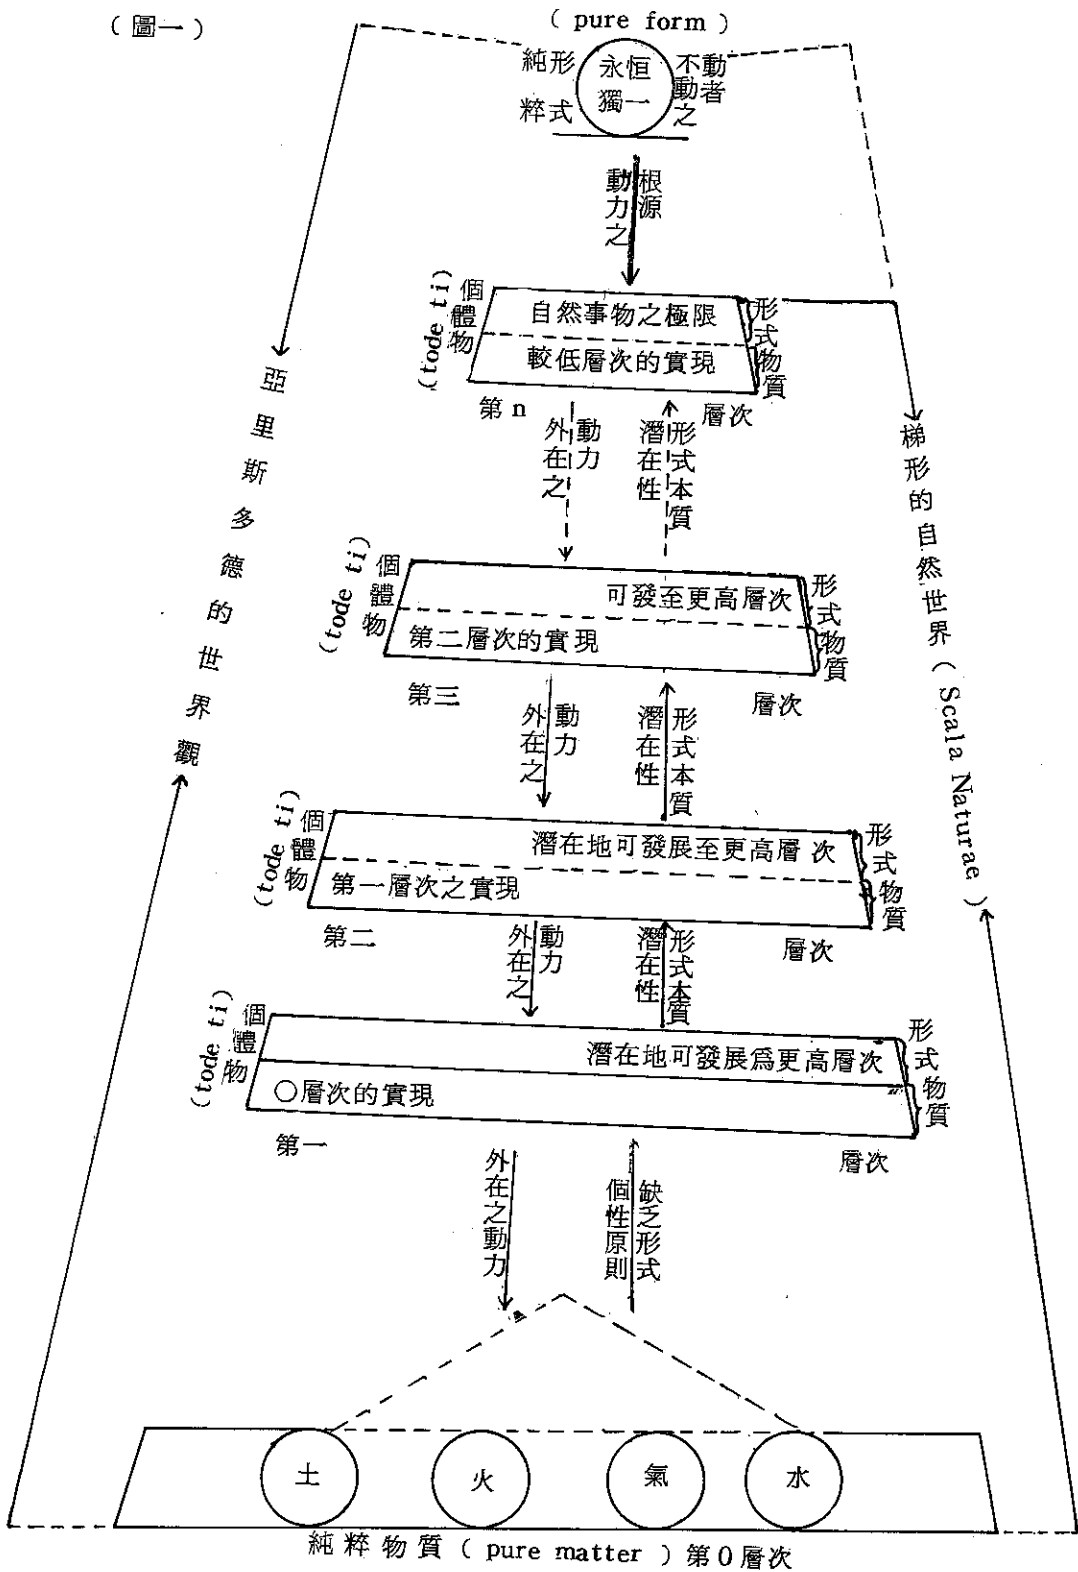 （圖一）
（pure form）
純粹
形式
永恒
獨一
不動之
動者
動力之
根源
(tode ti)
個體物
自然事物之極限
較低層次的實現
形式
物質
第n
層次
外在之
動力
潛在性
形式本質
亞里斯多德的世界觀
梯形的自然世界（Scala Naturae）
(tode ti)
個體物
可發至更高層次
第二層次的實現
形式
物質
第三
層次
外在之
動力
潛在性
形式本質
(tode ti)
個體物
潛在地可發展至更高層次
第一層次之實現
形式
物質
第二
層次
外在之
動力
潛在性
形式本質
(tode ti)
個體物
潛在地可發展爲更高層次
○層次的實現
形式
物質
第一
層次
外在之動力
個性原則
缺乏形式
土
火
氣
水
純粹物質（pure matter）第0層次